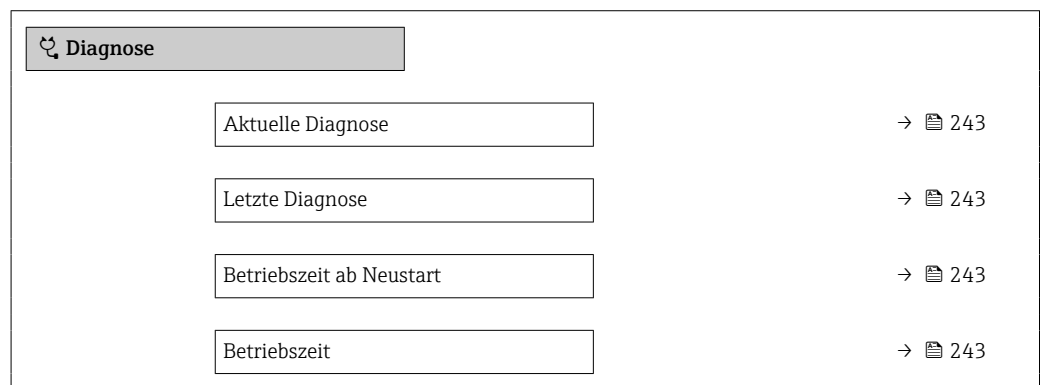 Diagnose
Aktuelle Diagnose → 243
Letzte Diagnose → 243
Betriebszeit ab Neustart → 243
Betriebszeit → 243